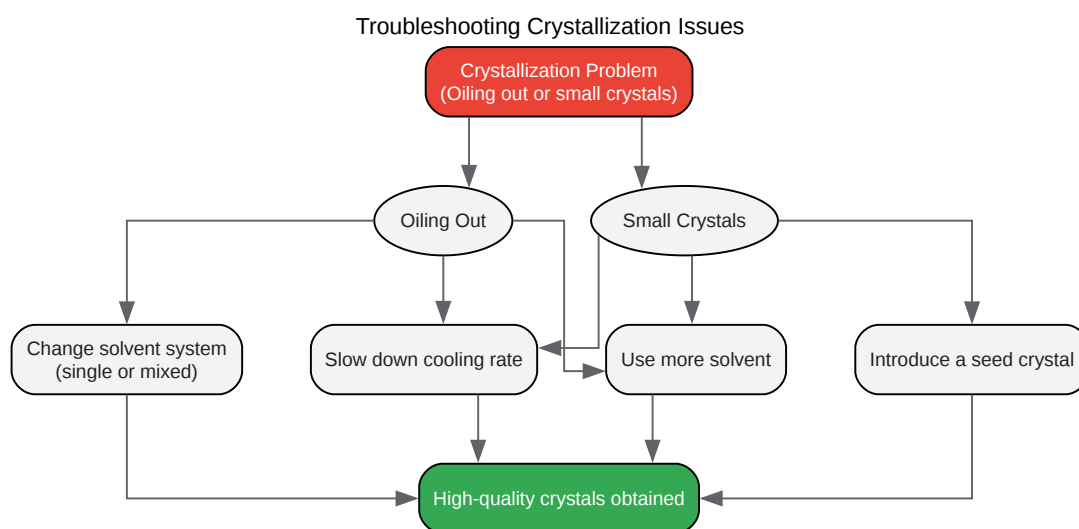 Troubleshooting Crystallization Issues
Crystallization Problem
(Oiling out or small crystals)
Oiling Out
Small Crystals
Change solvent system
(single or mixed)
Slow down cooling rate
Use more solvent
Introduce a seed crystal
High-quality crystals obtained